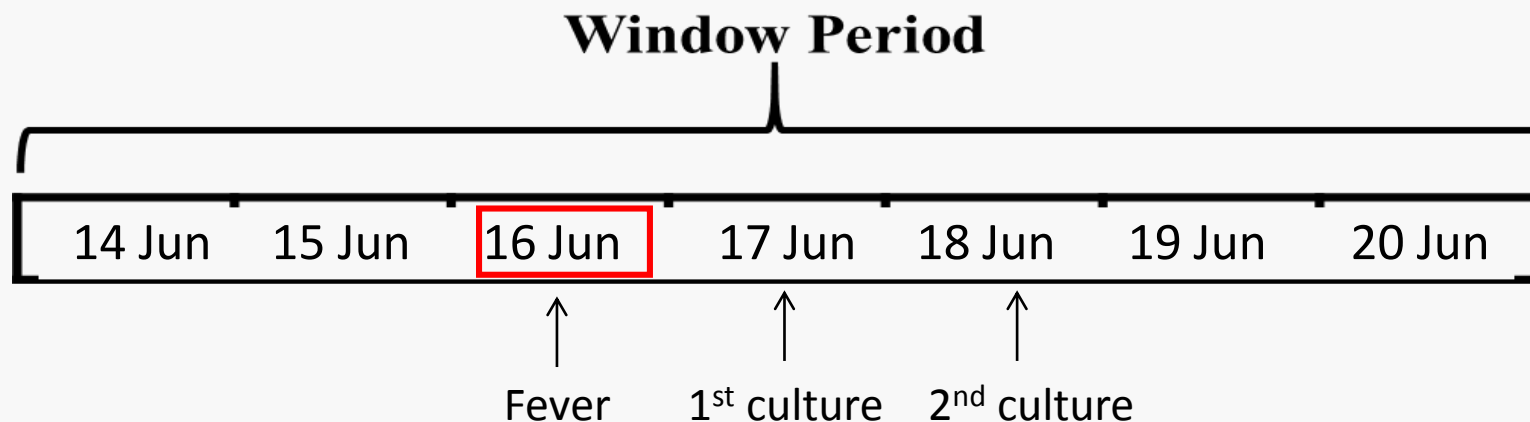 Window Period
14 Jun 15 Jun 16 Jun 17 Jun 18 Jun 19 Jun 20 Jun
Fever 1st culture 2nd culture